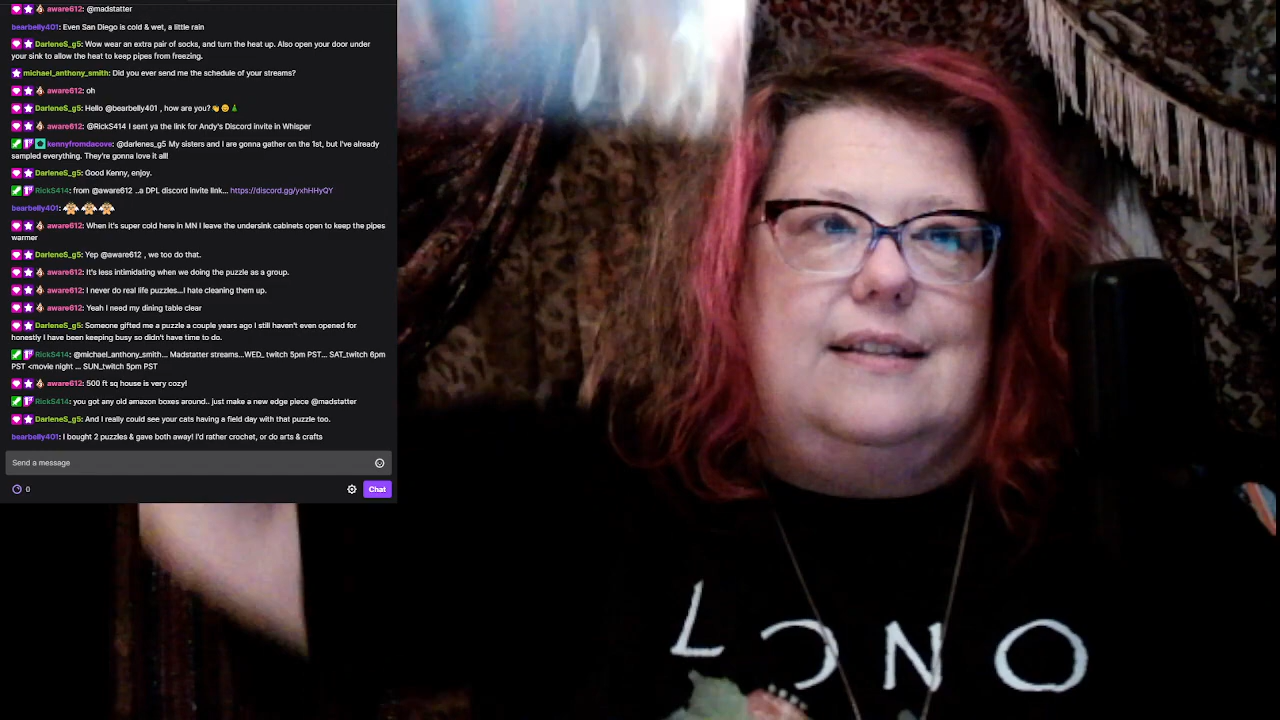 aware612: @madstatter
bearbelly401: Even San Diego is cold & wet, a little rain
DarleneS_g5: Wow wear an extra pair of socks, and turn the heat up. Also open your door under
your sink to allow the heat to keep pipes from freezing.
michael_anthony_smith: Did you ever send me the schedule of your streams?
aware612: oh
DarleneS_g5: Hello @bearbelly401 , how are you? 👋😊🎄
aware612: @RickS414 I sent ya the link for Andy's Discord invite in Whisper
kennyfromdacove: @darlenes_g5 My sisters and I are gonna gather on the 1st, but I've already
sampled everything. They're gonna love it all!
DarleneS_g5: Good Kenny, enjoy.
RickS414: from @aware612 ..a DPL discord invite link... https://discord.gg/yxhHHyQY
bearbelly401:
aware612: When it's super cold here in MN I leave the undersink cabinets open to keep the pipes
warmer
DarleneS_g5: Yep @aware612 , we too do that.
aware612: It's less intimidating when we doing the puzzle as a group.
aware612: I never do real life puzzles...I hate cleaning them up.
aware612: Yeah I need my dining table clear
DarleneS_g5: Someone gifted me a puzzle a couple years ago I still haven't even opened for
honestly I have been keeping busy so didn't have time to do.
RickS414: @michael_anthony_smith... Madstatter streams...WED_ twitch 5pm PST... SAT_twitch 6pm
PST <movie night ... SUN_twitch 5pm PST
aware612: 500 ft sq house is very cozy!
RickS414: you got any old amazon boxes around.. just make a new edge piece @madstatter
DarleneS_g5: And I really could see your cats having a field day with that puzzle too.
bearbelly401: I bought 2 puzzles & gave both away! I'd rather crochet, or do arts & crafts
Send a message
0
Chat